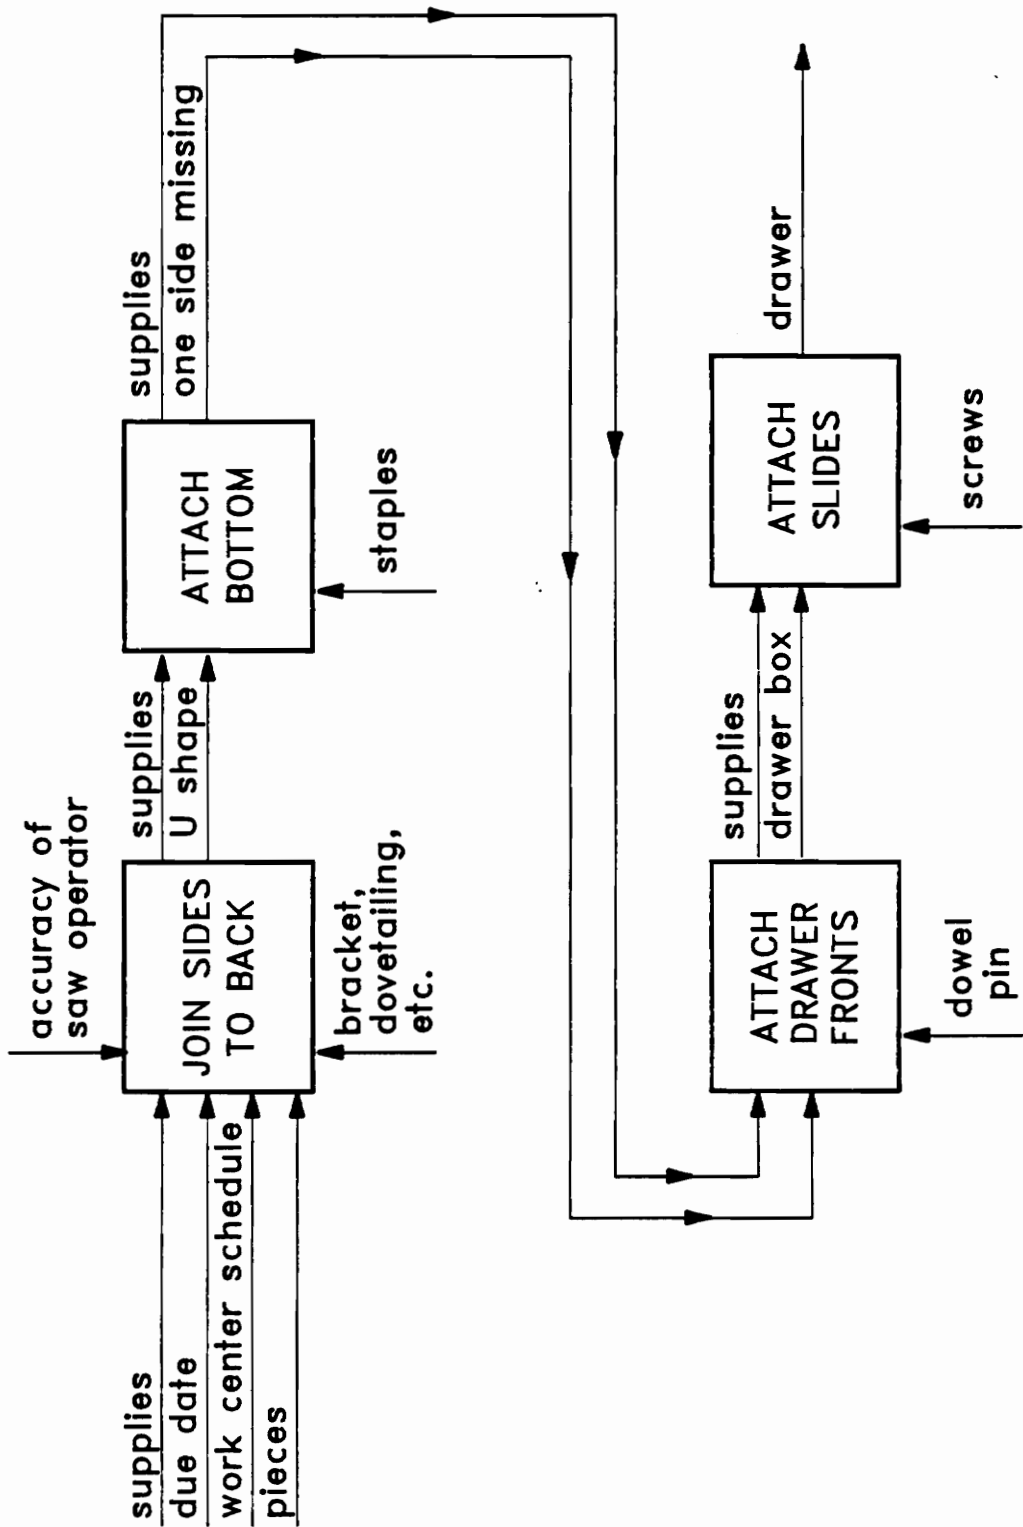 accuracy of
saw operator
supplies
due date
work center schedule
pieces
JOIN SIDES
TO BACK
bracket,
dovetailing,
etc.
supplies
U shape
ATTACH
BOTTOM
staples
supplies
one side missing
ATTACH
DRAWER
FRONTS
dowel
pin
supplies
drawer box
ATTACH
SLIDES
screws
drawer